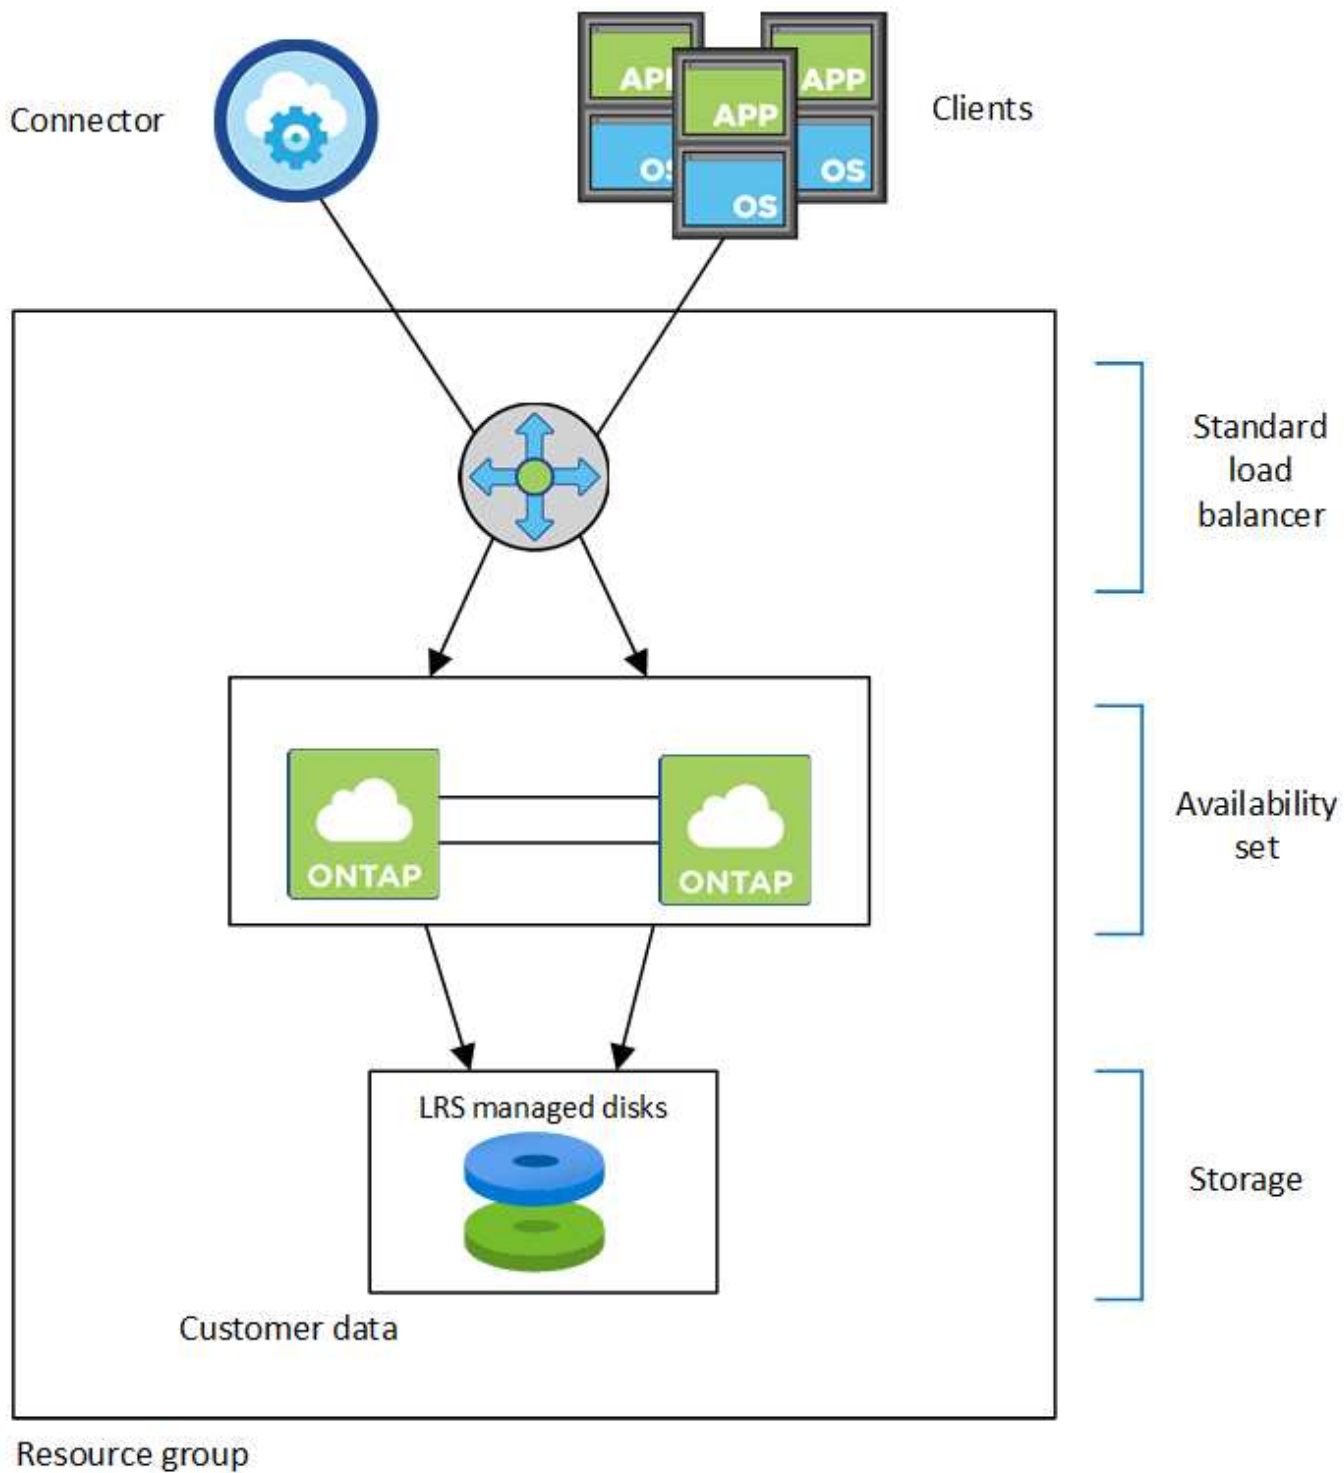 Connector
APP
APP
APP
OS
OS
OS
Clients
Standard
load
balancer
ONTAP
ONTAP
Availability
set
LRS managed disks
Storage
Customer data
Resource group